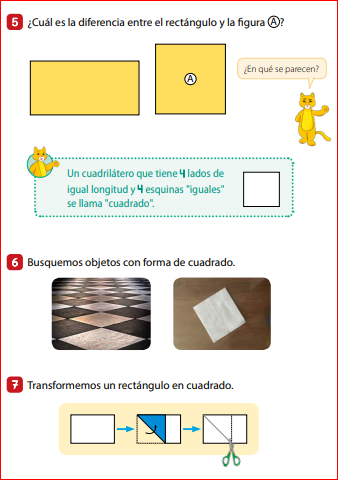 5 ¿Cuál es la diferencia entre el rectángulo y la figura Ⓐ?
Ⓐ
¿En qué se parecen?
Un cuadrilátero que tiene 4 lados de
igual longitud y 4 esquinas "iguales"
se llama "cuadrado".
6 Busquemos objetos con forma de cuadrado.
7 Transformemos un rectángulo en cuadrado.